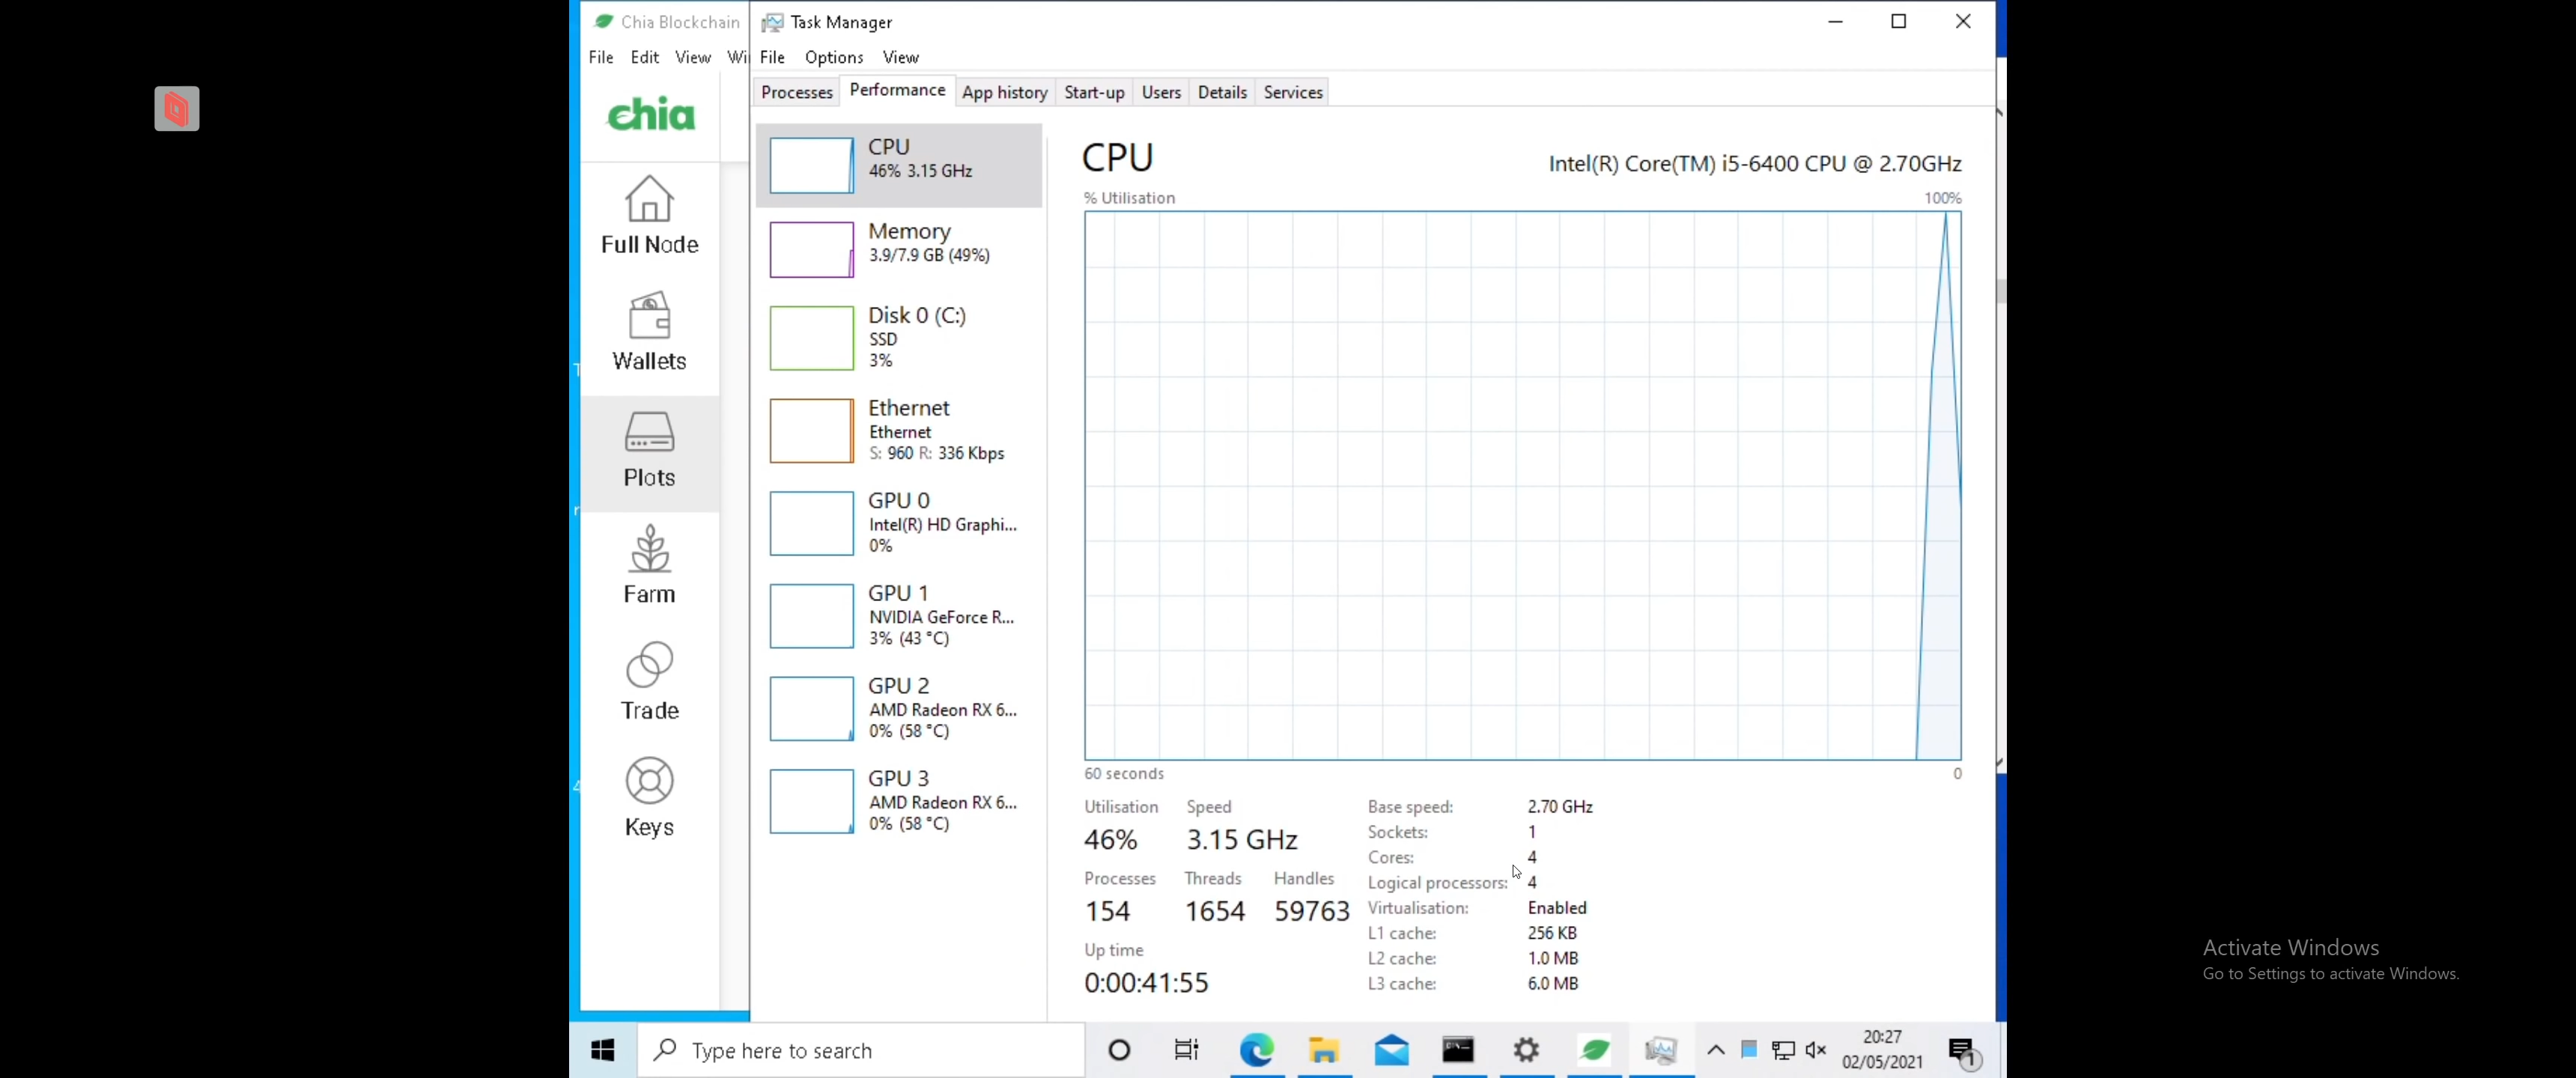 Chia Blockchain
File Edit View Wi
chia
Full Node
Wallets
Plots
Farm
Trade
Keys
Task Manager
File Options View
Processes Performance App history Start-up Users Details Services
CPU
46% 3.15 GHz
Memory
3.9/7.9 GB (49%)
Disk 0 (C:)
SSD
3%
Ethernet
Ethernet
S: 960 R: 336 Kbps
GPU 0
Intel(R) HD Graphi...
0%
GPU 1
NVIDIA GeForce R...
3% (43 °C)
GPU 2
AMD Radeon RX 6...
0% (58 °C)
GPU 3
AMD Radeon RX 6...
0% (58 °C)
CPU
Intel(R) Core(TM) i5-6400 CPU @ 2.70GHz
% Utilisation 100%
60 seconds 0
Utilisation Speed
46% 3.15 GHz
Processes Threads Handles
154 1654 59763
Up time
0:00:41:55
Base speed: 2.70 GHz
Sockets: 1
Cores: 4
Logical processors: 4
Virtualisation: Enabled
L1 cache: 256 KB
L2 cache: 1.0 MB
L3 cache: 6.0 MB
Activate Windows
Go to Settings to activate Windows.
Type here to search
20:27
02/05/2021
1